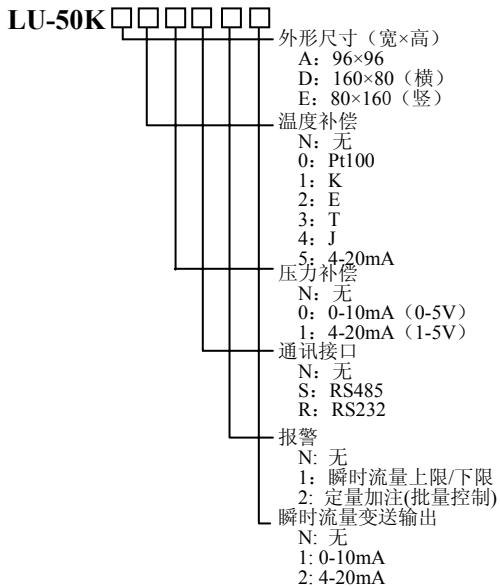 LU-50K□□□□□□
外形尺寸（宽×高）
A：96×96
D：160×80（横）
E：80×160（竖）
温度补偿
N：无
0：Pt100
1：K
2：E
3：T
4：J
5：4-20mA
压力补偿
N：无
0：0-10mA（0-5V）
1：4-20mA（1-5V）
通讯接口
N：无
S：RS485
R：RS232
报警
N: 无
1：瞬时流量上限/下限
2: 定量加注(批量控制)
瞬时流量变送输出
N: 无
1: 0-10mA
2: 4-20mA